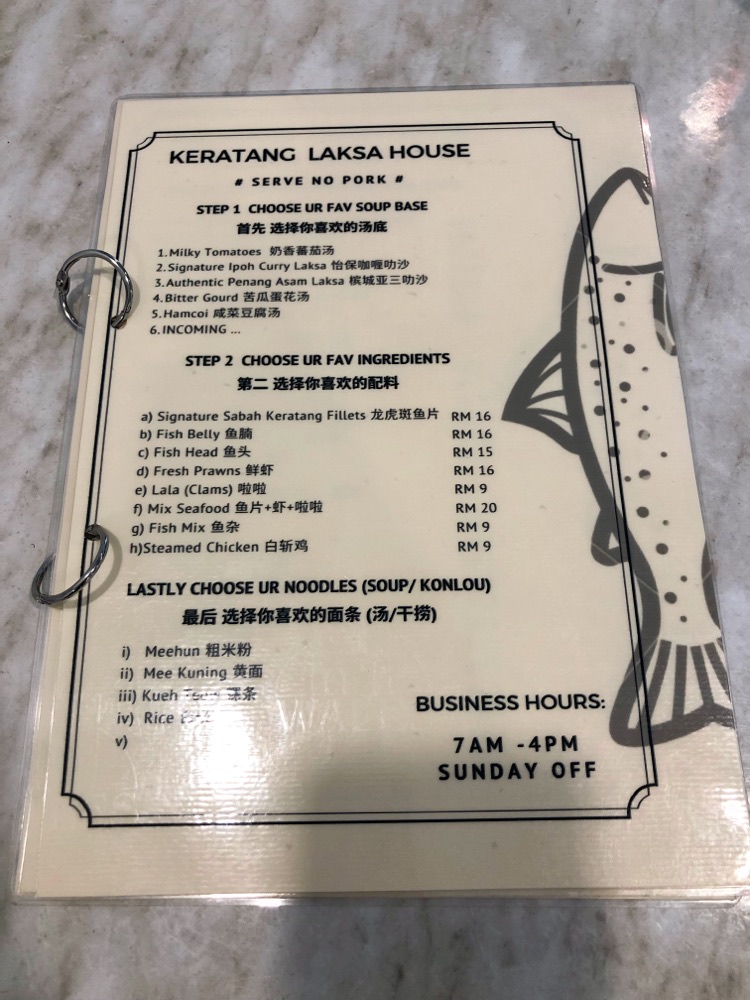 KERATANG LAKSA HOUSE
# SERVE NO PORK #
STEP 1 CHOOSE UR FAV SOUP BASE
首先 选择你喜欢的汤底
1.Milky Tomatoes 奶香蕃茄汤
2.Signature Ipoh Curry Laksa 怡保咖喱叻沙
3.Authentic Penang Asam Laksa 槟城亚三叻沙
4.Bitter Gourd 苦瓜蛋花汤
5.Hamcoi 咸菜豆腐汤
6.INCOMING ...
STEP 2 CHOOSE UR FAV INGREDIENTS
第二 选择你喜欢的配料
a) Signature Sabah Keratang Fillets 龙虎斑鱼片 RM 16
b) Fish Belly 鱼腩 RM 16
c) Fish Head 鱼头 RM 15
d) Fresh Prawns 鲜虾 RM 16
e) Lala (Clams) 啦啦 RM 9
f) Mix Seafood 鱼片+虾+啦啦 RM 20
g) Fish Mix 鱼杂 RM 9
h)Steamed Chicken 白斩鸡 RM 9
LASTLY CHOOSE UR NOODLES (SOUP/ KONLOU)
最后 选择你喜欢的面条 (汤/干捞)
i) Meehun 粗米粉
ii) Mee Kuning 黄面
iii) Kueh 条
iv) Rice
v)
BUSINESS HOURS:
7AM -4PM
SUNDAY OFF